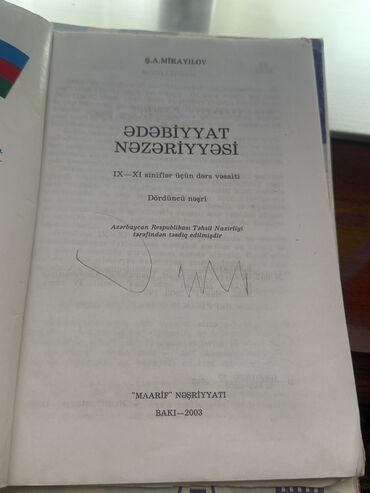 Ş.A.MİKAYILOV
ƏDƏBİYYAT
NƏZƏRİYYƏSİ
IX—XI siniflər üçün dərs vəsaiti
Dördüncü nəşri
Azərbaycan Respublikası Təhsil Nazirliyi
tərəfindən təsdiq edilmişdir
"MAARİF" NƏŞRİYYATI
BAKI—2003